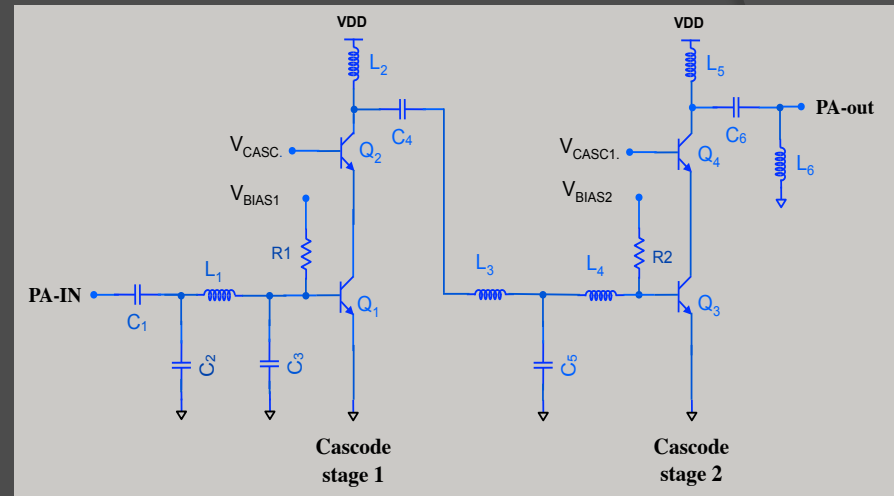 VDD
VDD
L2
L5
PA-out
C4
C6
VCASC.
Q2
VCASC1.
Q4
L6
VBIAS1
VBIAS2
R1
R2
L1
L3
L4
PA-IN
C1
Q1
Q3
C2
C3
C5
Cascode
stage 1
Cascode
stage 2